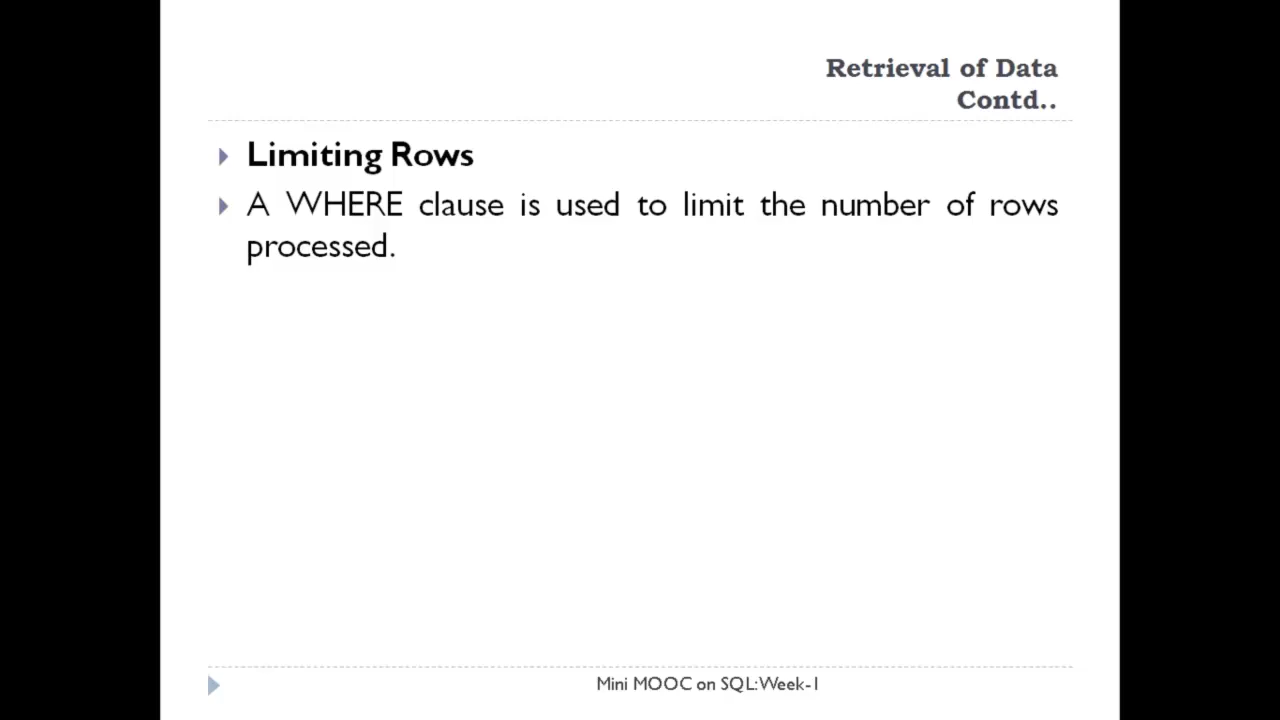 Retrieval of Data
Contd..
Limiting Rows
A WHERE clause is used to limit the number of rows
processed.
Mini MOOC on SQL:Week-1